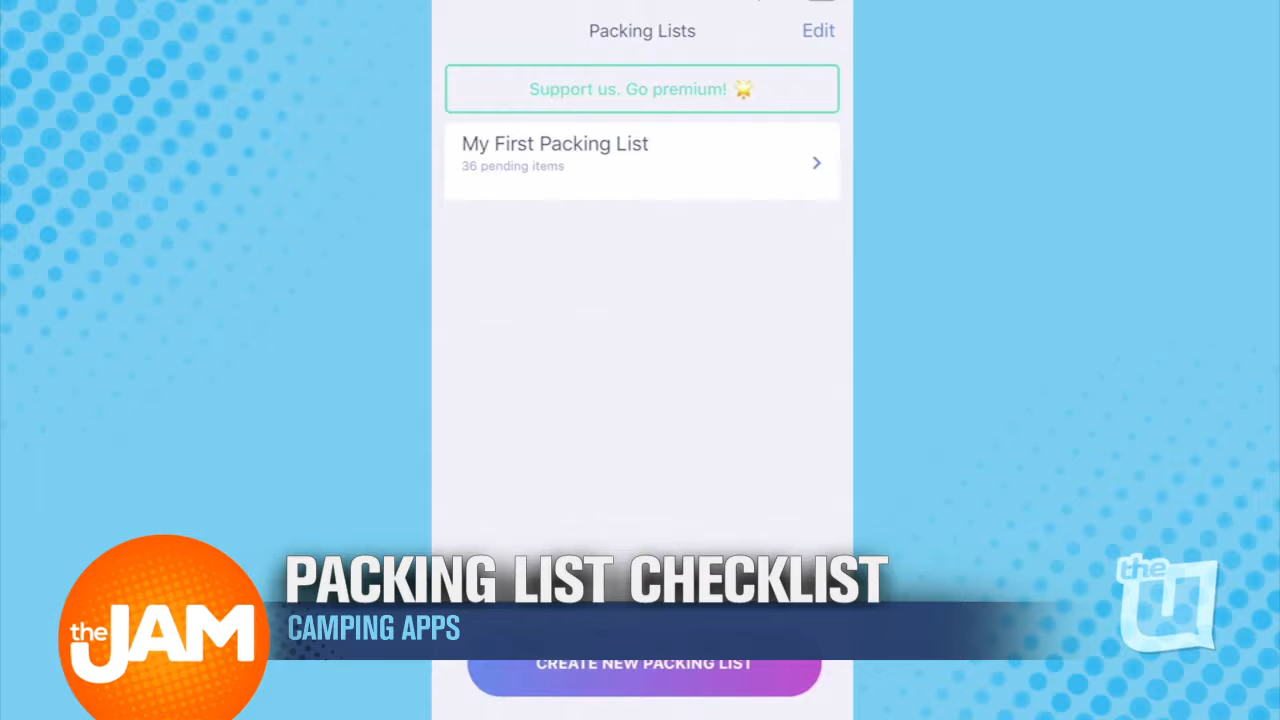 Packing Lists
Edit
Support us. Go premium!
My First Packing List
36 pending items
PACKING LIST CHECKLIST
CAMPING APPS
CREATE NEW PACKING LIST
the JAM
the U